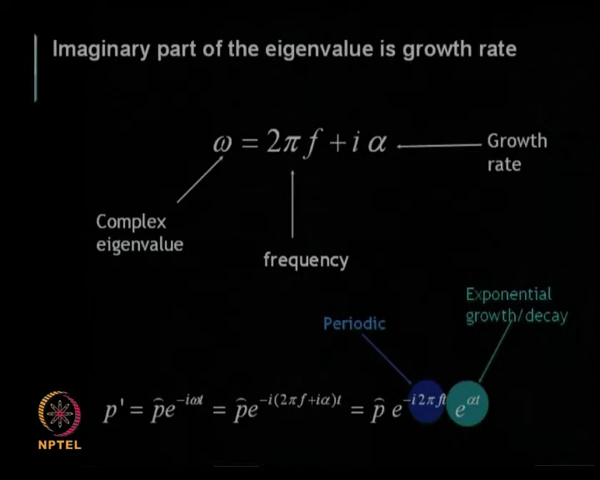 Imaginary part of the eigenvalue is growth rate
ω = 2π f + i α
Growth
rate
Complex
eigenvalue
frequency
Exponential
growth/decay
Periodic
p' = p̂e^{-iωt} = p̂e^{-i(2πf+iα)t} = p̂ e^{-i2πft} e^{αt}
NPTEL